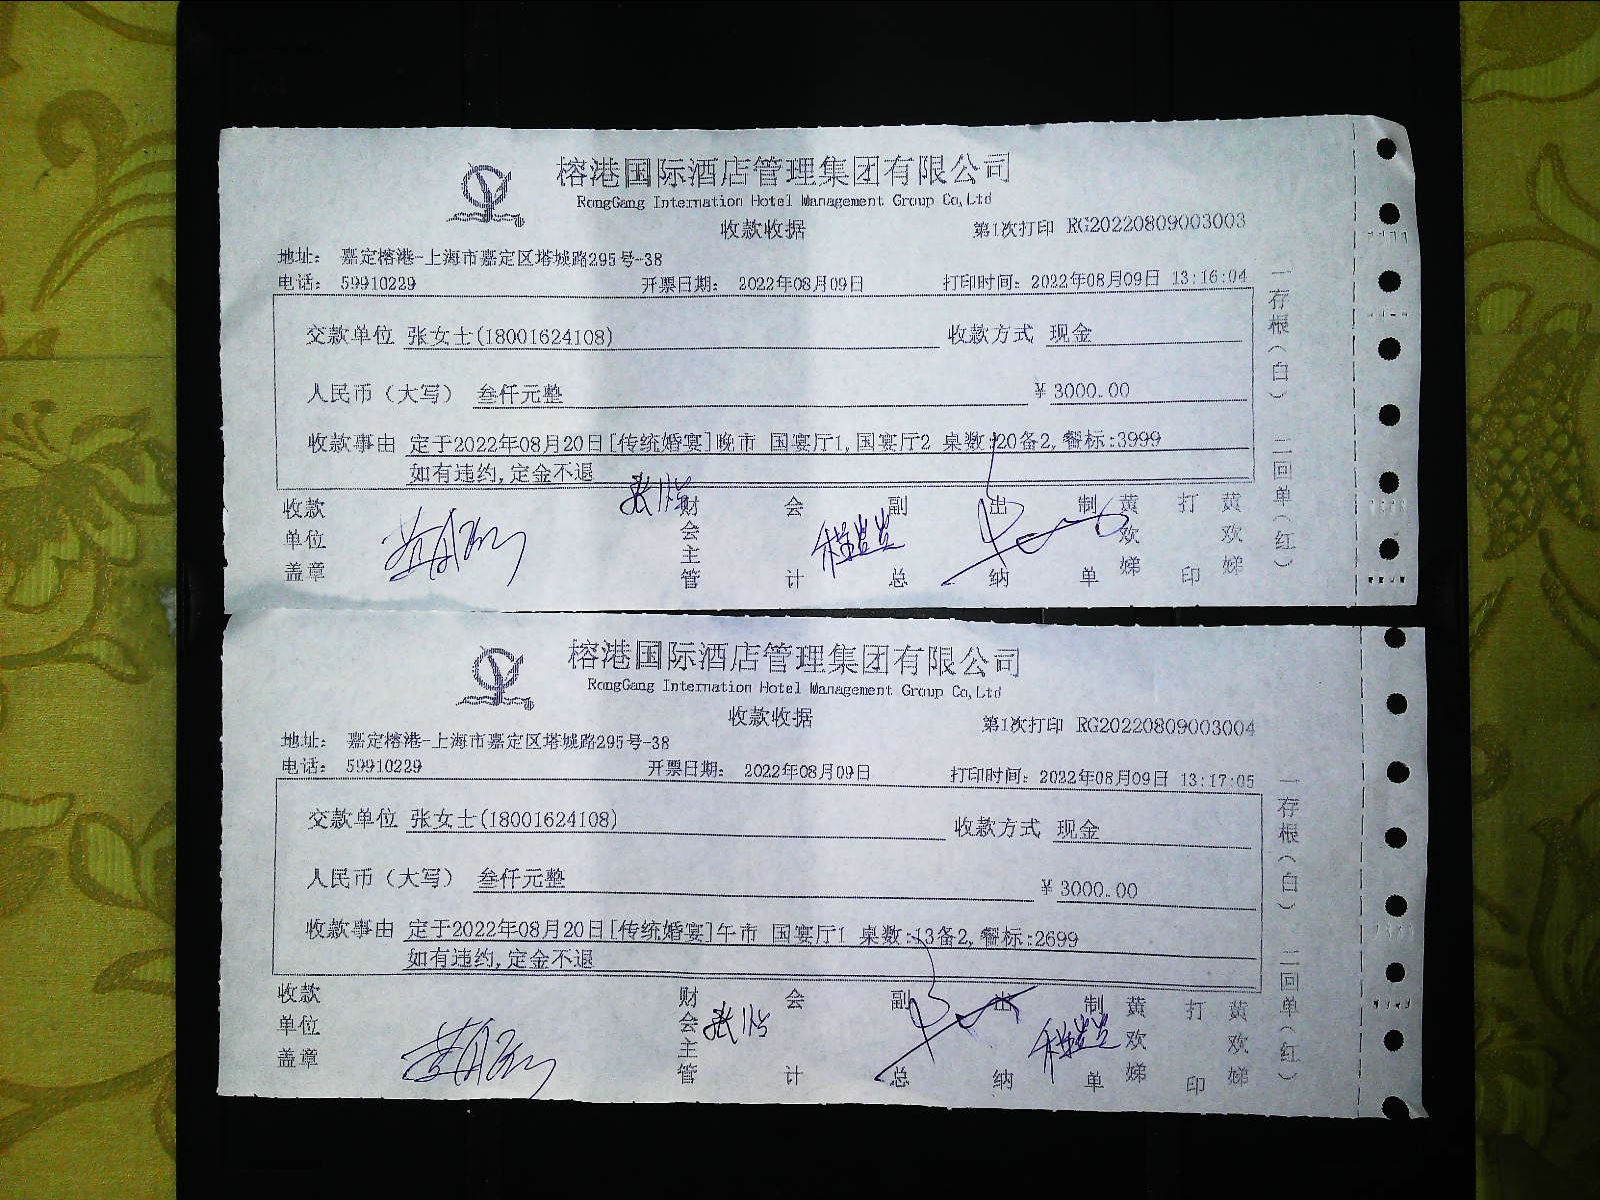 榕港国际酒店管理集团有限公司
RongGang Internation Hotel Management Group Co,Ltd
收款收据
第1次打印 RG20220809003003
地址： 嘉定榕港-上海市嘉定区塔城路295号-38
电话： 59910229 开票日期： 2022年08月09日 打印时间：2022年08月09日 13:16:04
交款单位 张女士(18001624108) 收款方式 现金
人民币（大写） 叁仟元整 ¥ 3000.00
收款事由 定于2022年08月20日[传统婚宴]晚市 国宴厅1,国宴厅2 桌数:20备2,餐标:3999
如有违约,定金不退
收款单位盖章 财会主管 会计 副总 出纳 制单 黄欢娣 打印 黄欢娣
一存根（白） 二回单（红）
榕港国际酒店管理集团有限公司
RongGang Internation Hotel Management Group Co,Ltd
收款收据
第1次打印 RG20220809003004
地址： 嘉定榕港-上海市嘉定区塔城路295号-38
电话： 59910229 开票日期： 2022年08月09日 打印时间：2022年08月09日 13:17:05
交款单位 张女士(18001624108) 收款方式 现金
人民币（大写） 叁仟元整 ¥ 3000.00
收款事由 定于2022年08月20日[传统婚宴]午市 国宴厅1 桌数:13备2,餐标:2699
如有违约,定金不退
收款单位盖章 财会主管 会计 副总 出纳 制单 黄欢娣 打印 黄欢娣
一存根（白） 二回单（红）